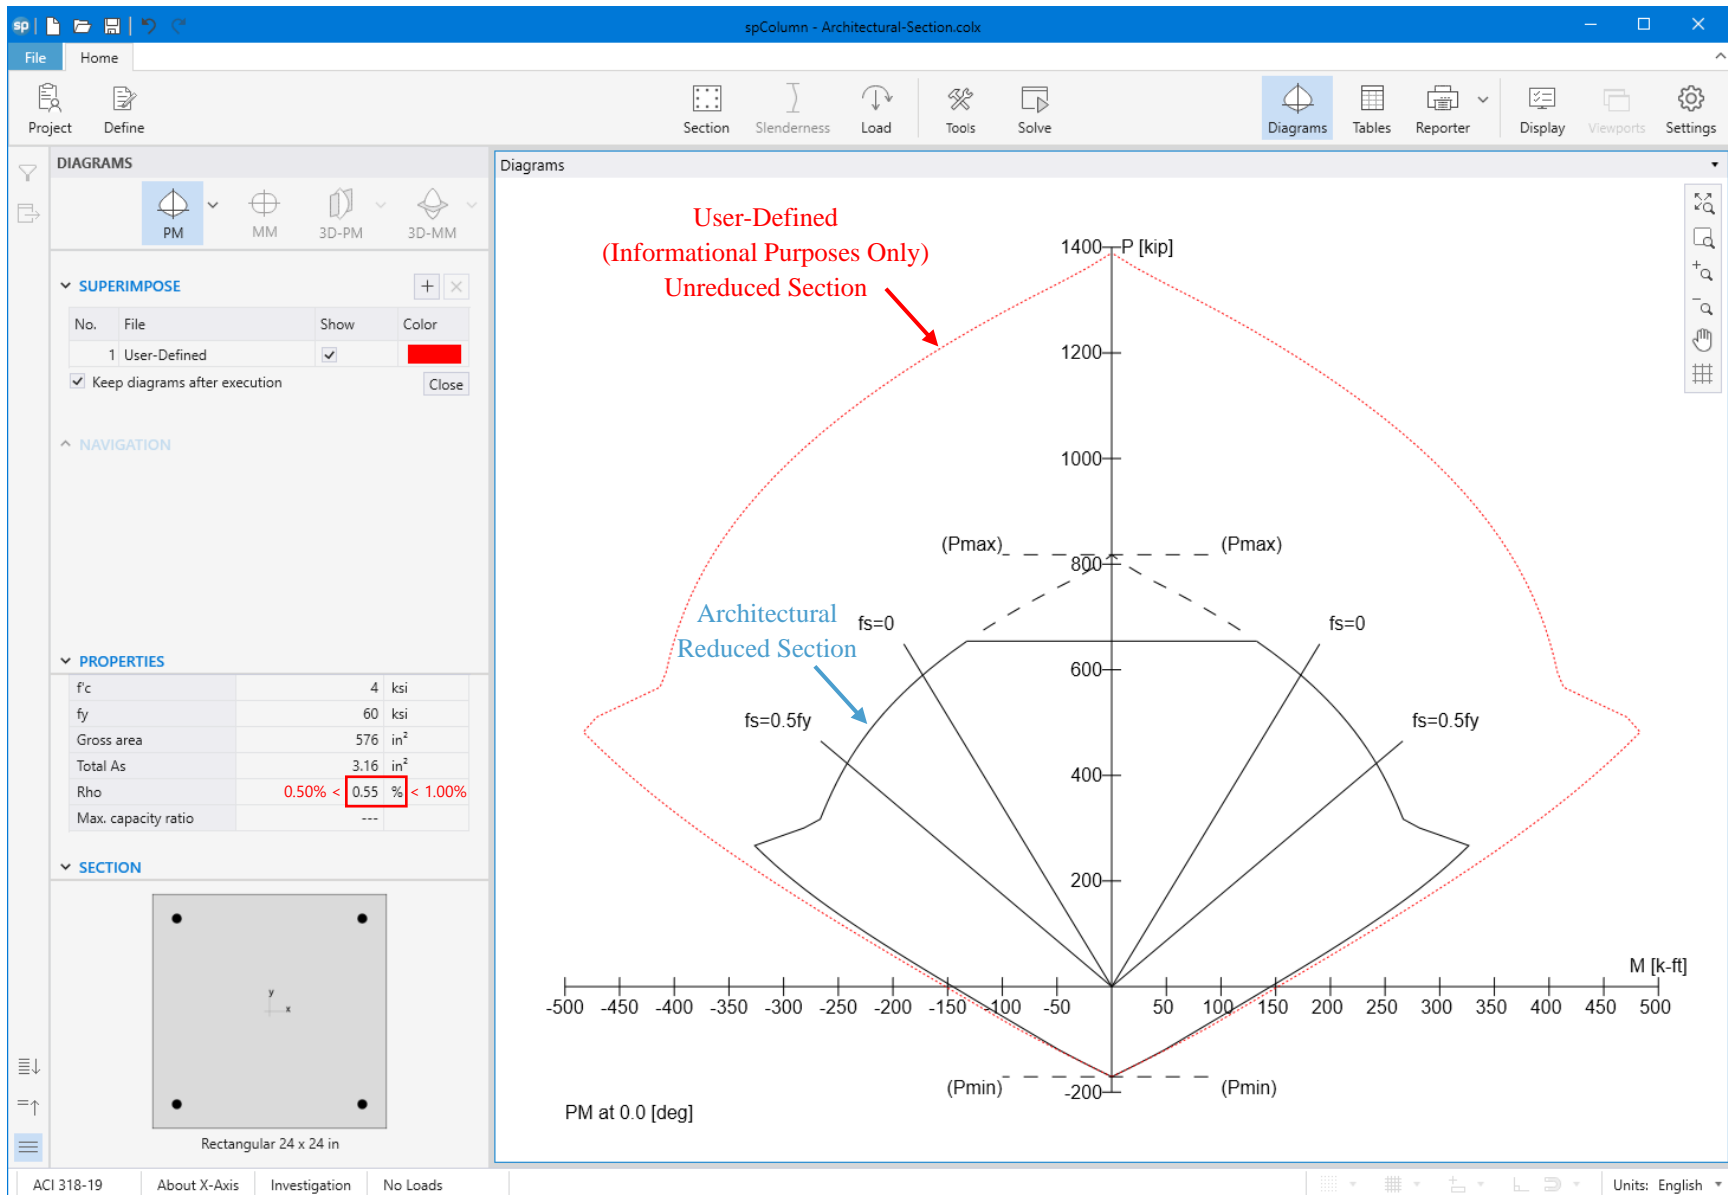 sp
spColumn - Architectural-Section.colx
File Home
Project Define Section Slenderness Load Tools Solve Diagrams Tables Reporter Display Viewports Settings
DIAGRAMS
PM MM 3D-PM 3D-MM
SUPERIMPOSE
No. File Show Color
1 User-Defined
Keep diagrams after execution Close
NAVIGATION
PROPERTIES
f'c 4 ksi
fy 60 ksi
Gross area 576 in²
Total As 3.16 in²
Rho 0.50% < 0.55 % < 1.00%
Max. capacity ratio ---
SECTION
y
x
Rectangular 24 x 24 in
Diagrams
User-Defined
(Informational Purposes Only)
Unreduced Section
1400 P [kip]
1200
1000
(Pmax) (Pmax)
800
Architectural
Reduced Section
fs=0 fs=0
600
fs=0.5fy fs=0.5fy
400
200
M [k-ft]
-500 -450 -400 -350 -300 -250 -200 -150 -100 -50 50 100 150 200 250 300 350 400 450 500
(Pmin) (Pmin)
-200
PM at 0.0 [deg]
ACI 318-19 About X-Axis Investigation No Loads Units: English